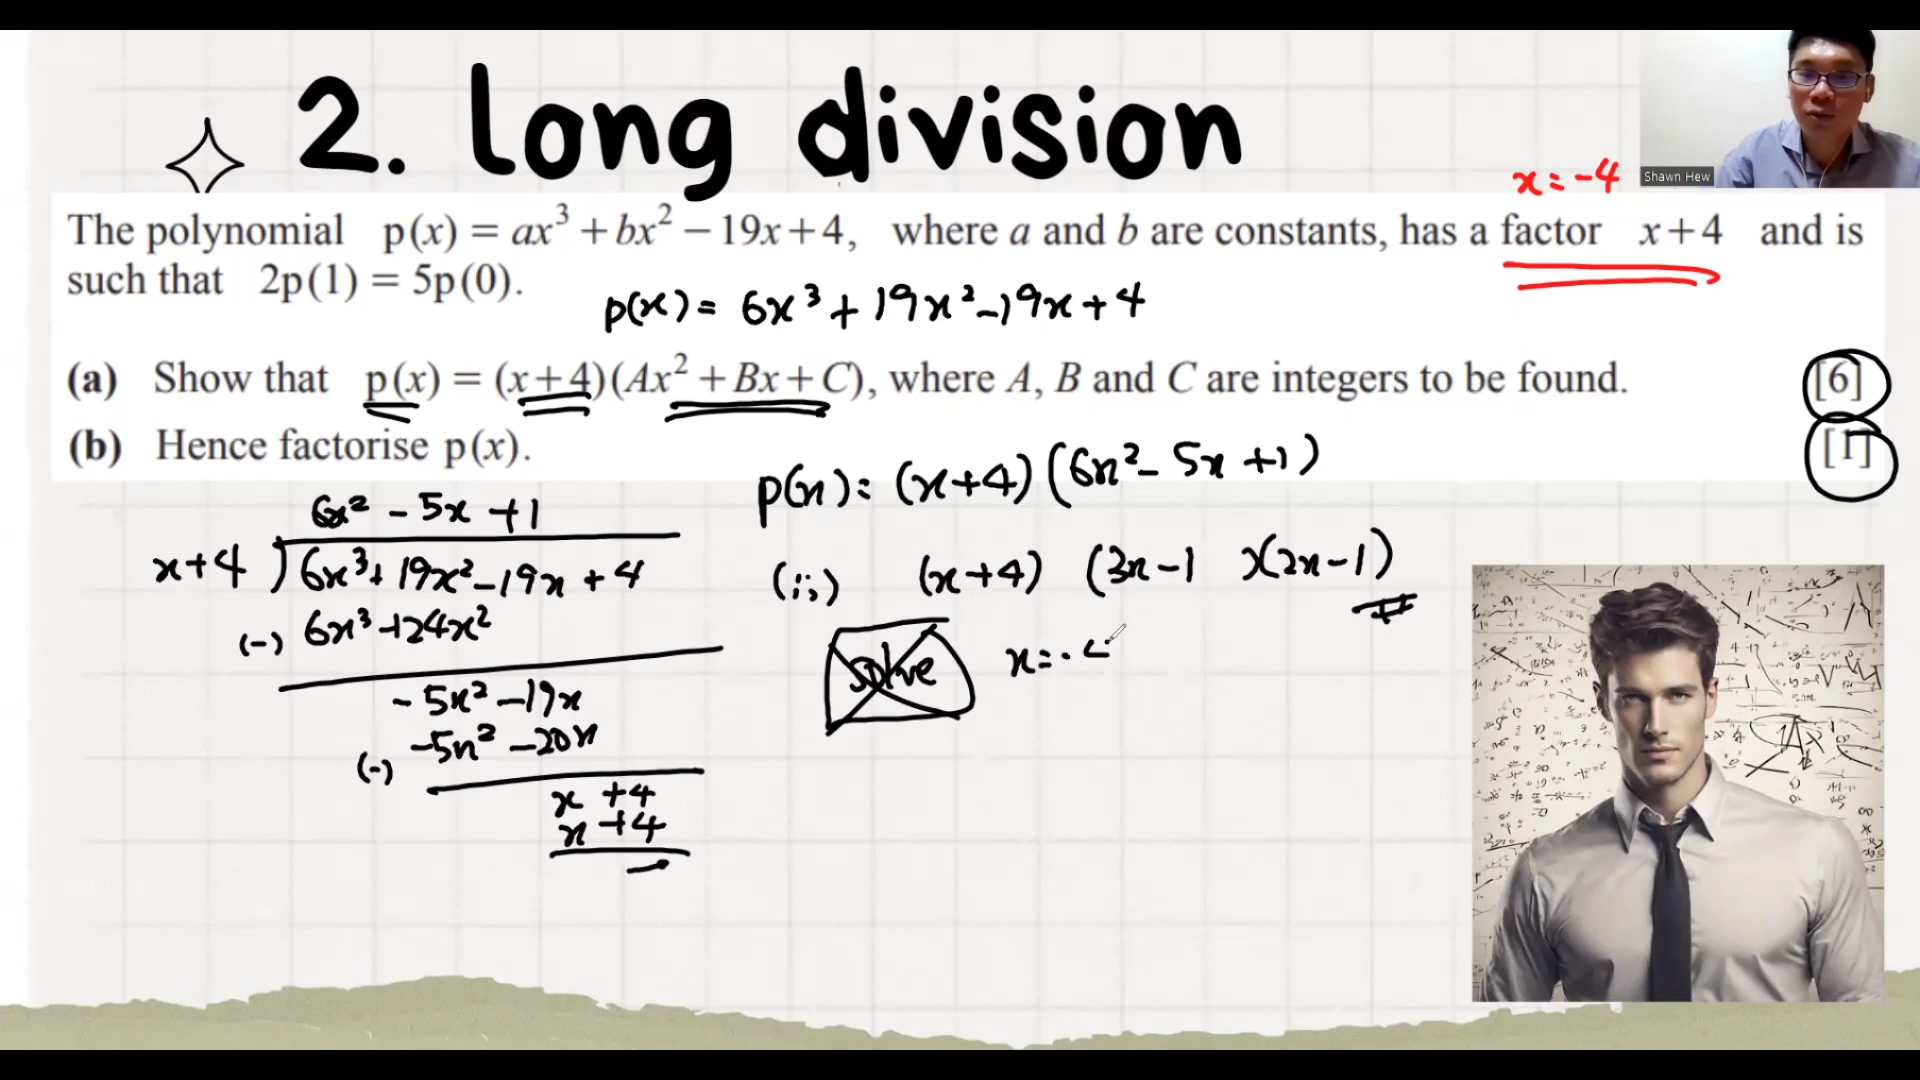 2. Long division
x = -4
Shawn Hew
The polynomial p(x) = ax³ + bx² − 19x + 4, where a and b are constants, has a factor x + 4 and is
such that 2p(1) = 5p(0).
p(x) = 6x³ + 19x² - 19x + 4
(a) Show that p(x) = (x + 4)(Ax² + Bx + C), where A, B and C are integers to be found. [6]
(b) Hence factorise p(x). [1]
p(x) = (x+4)(6x² - 5x + 1)
6x² - 5x + 1
x+4 ) 6x³ + 19x² - 19x + 4
(-) 6x³ + 24x²
- 5x² - 19x
(-) -5x² - 20x
x + 4
x + 4
(ii) (x+4) (3x-1)(2x-1)
solve x = -4